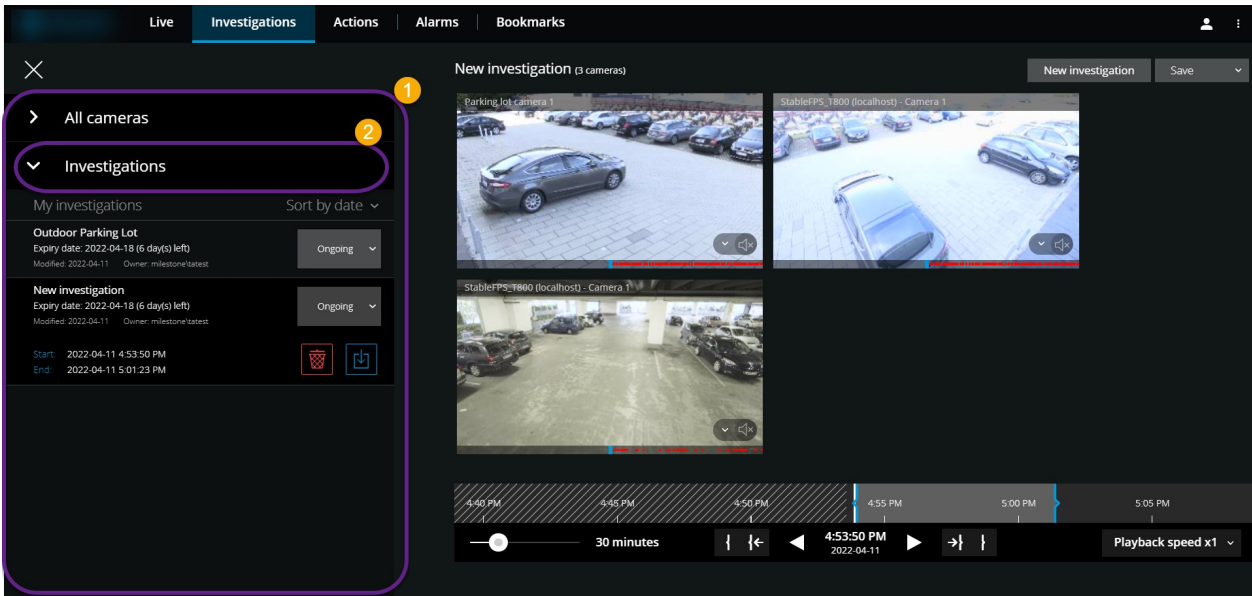 Live Investigations Actions Alarms Bookmarks
1
All cameras
2
Investigations
My investigations Sort by date
Outdoor Parking Lot
Expiry date: 2022-04-18 (6 day(s) left)
Modified: 2022-04-11 Owner: milestone\tatest
Ongoing
New investigation
Expiry date: 2022-04-18 (6 day(s) left)
Modified: 2022-04-11 Owner: milestone\tatest
Ongoing
Start: 2022-04-11 4:53:50 PM
End: 2022-04-11 5:01:23 PM
New investigation (3 cameras)
New investigation Save
Parking lot camera 1
StableFPS_T800 (localhost) - Camera 1
StableFPS_T800 (localhost) - Camera 1
4:40 PM 4:45 PM 4:50 PM 4:55 PM 5:00 PM 5:05 PM
30 minutes
4:53:50 PM
2022-04-11
Playback speed x1